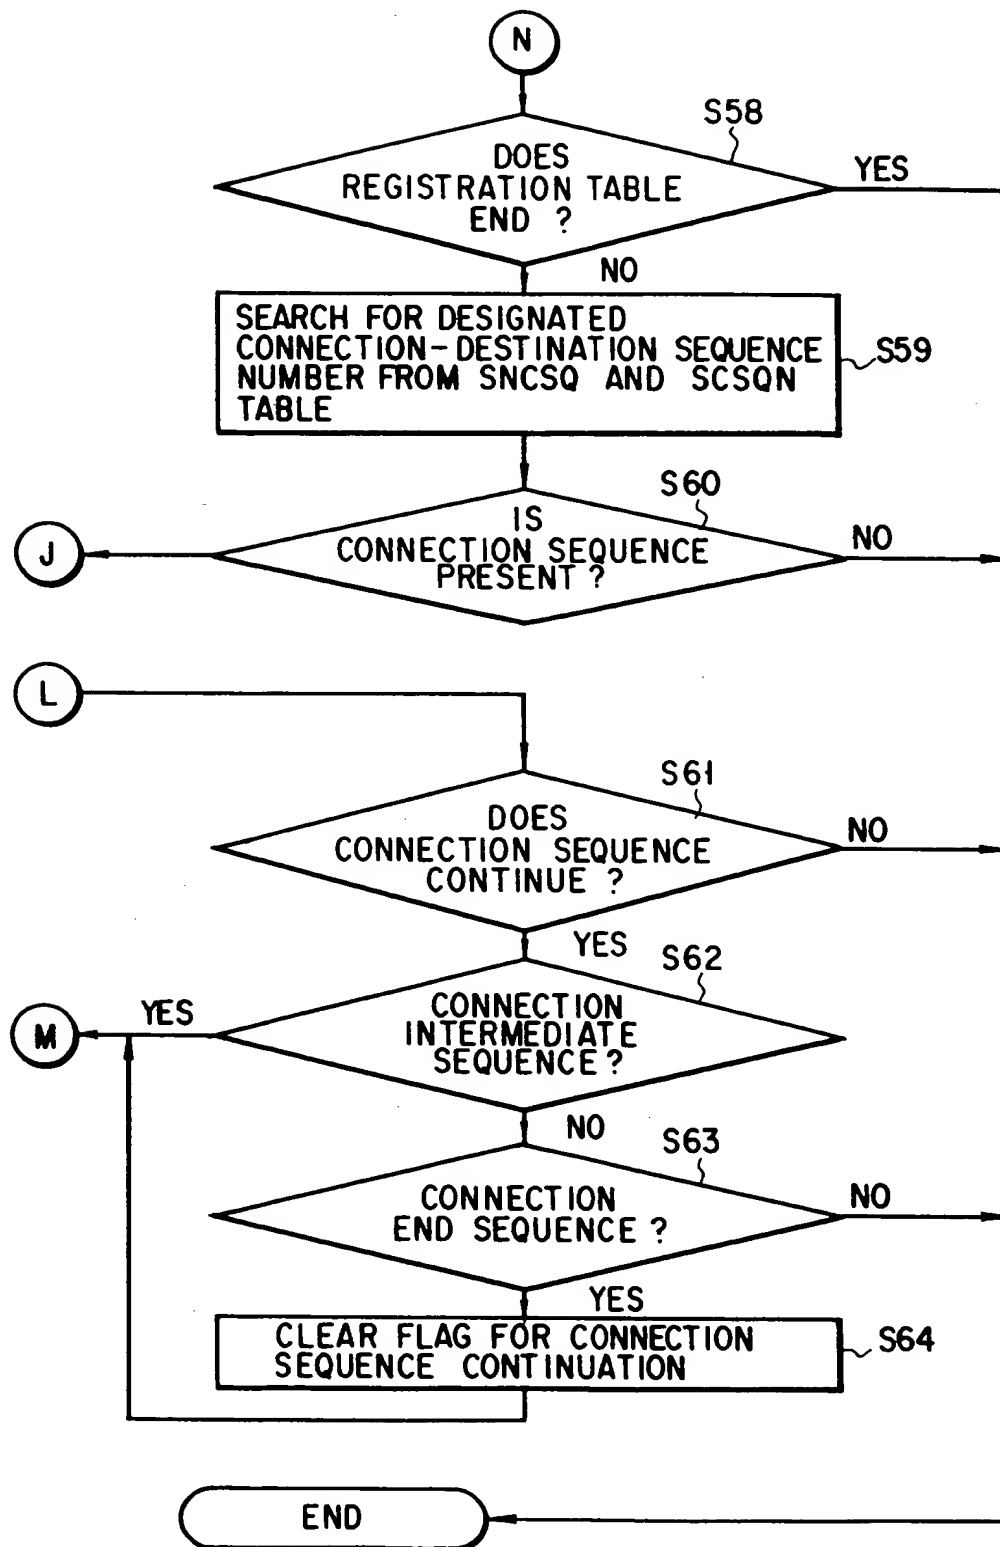 N
S58
DOES
REGISTRATION TABLE
END ?
YES
NO
SEARCH FOR DESIGNATED
CONNECTION-DESTINATION SEQUENCE
NUMBER FROM SNCSQ AND SCSQN
TABLE
S59
S60
IS
CONNECTION SEQUENCE
PRESENT ?
J
NO
L
S61
DOES
CONNECTION SEQUENCE
CONTINUE ?
NO
YES
S62
CONNECTION
INTERMEDIATE
SEQUENCE ?
YES
M
NO
S63
CONNECTION
END SEQUENCE ?
NO
YES
CLEAR FLAG FOR CONNECTION
SEQUENCE CONTINUATION
S64
END